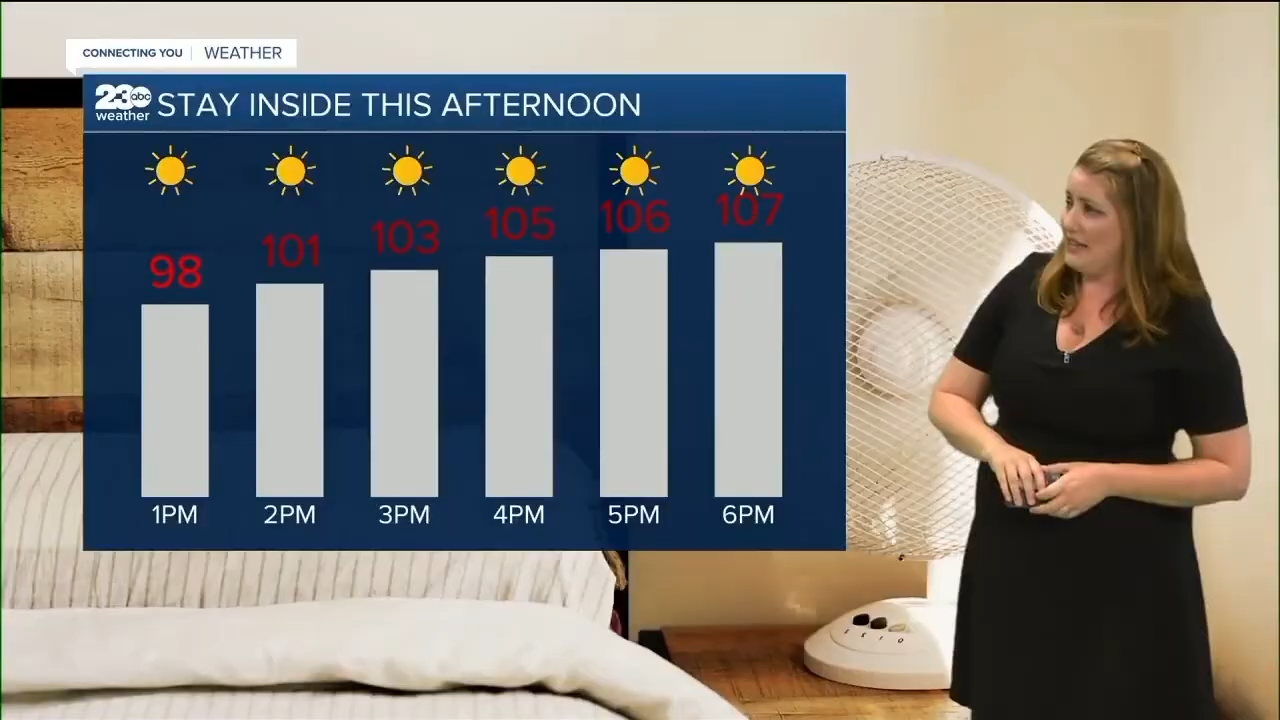 CONNECTING YOU | WEATHER
23 abc
weather
STAY INSIDE THIS AFTERNOON
98 101 103 105 106 107
1PM 2PM 3PM 4PM 5PM 6PM